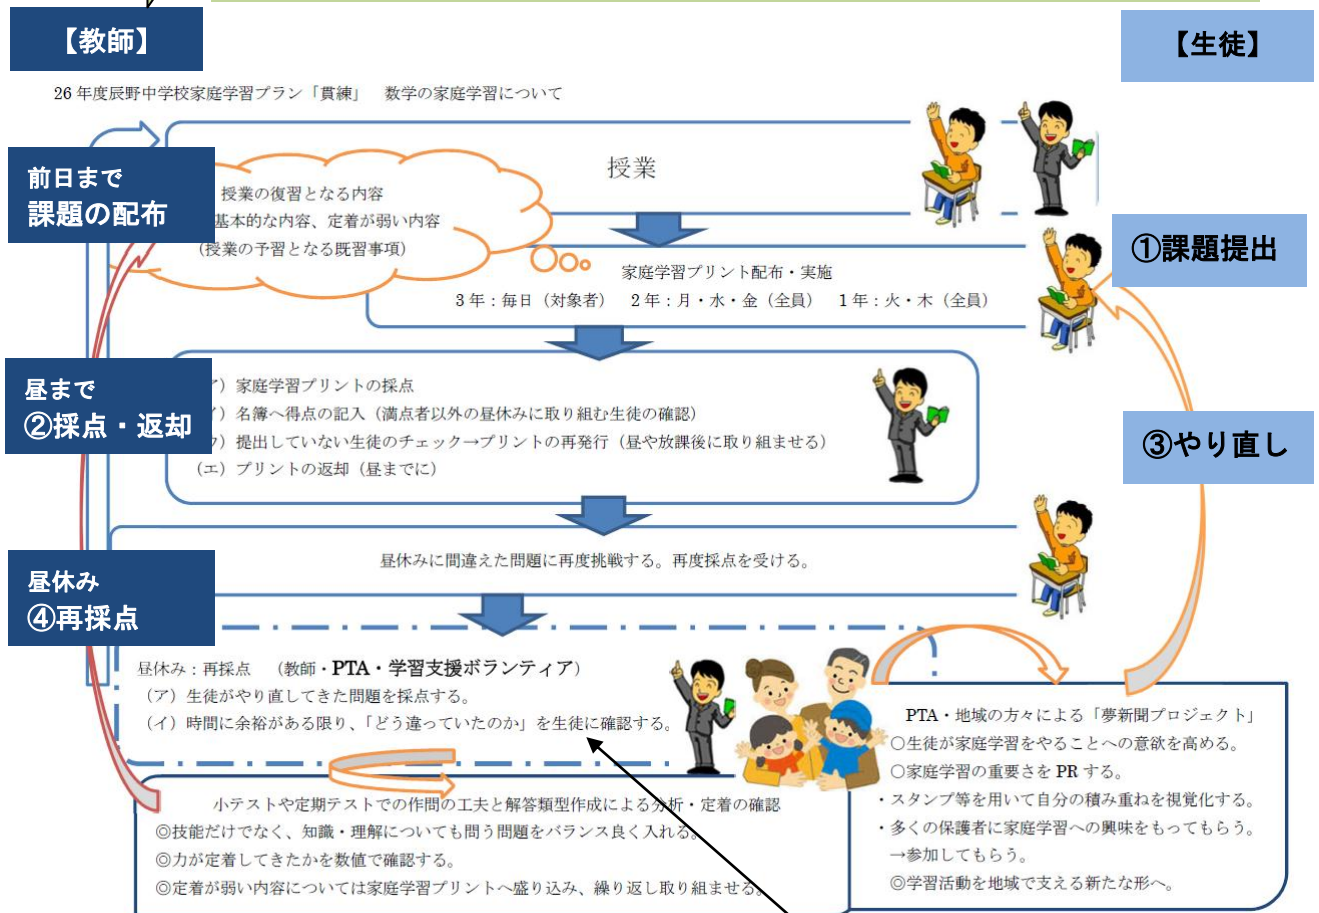 【教師】
【生徒】
26年度辰野中学校家庭学習プラン「貫練」　数学の家庭学習について
授業
前日まで
課題の配布
授業の復習となる内容
基本的な内容、定着が弱い内容
（授業の予習となる既習事項）
①課題提出
家庭学習プリント配布・実施
3年：毎日（対象者）　2年：月・水・金（全員）　1年：火・木（全員）
昼まで
②採点・返却
ア）家庭学習プリントの採点
イ）名簿へ得点の記入（満点者以外の昼休みに取り組む生徒の確認）
ウ）提出していない生徒のチェック→プリントの再発行（昼や放課後に取り組ませる）
（エ）プリントの返却（昼までに）
③やり直し
昼休みに間違えた問題に再度挑戦する。再度採点を受ける。
昼休み
④再採点
昼休み：再採点　（教師・PTA・学習支援ボランティア）
（ア）生徒がやり直してきた問題を採点する。
（イ）時間に余裕がある限り、「どう違っていたのか」を生徒に確認する。
小テストや定期テストでの作問の工夫と解答類型作成による分析・定着の確認
◎技能だけでなく、知識・理解についても問う問題をバランス良く入れる。
◎力が定着してきたかを数値で確認する。
◎定着が弱い内容については家庭学習プリントへ盛り込み、繰り返し取り組ませる。
PTA・地域の方々による「夢新聞プロジェクト」
○生徒が家庭学習をやることへの意欲を高める。
○家庭学習の重要さをPRする。
・スタンプ等を用いて自分の積み重ねを視覚化する。
・多くの保護者に家庭学習への興味をもってもらう。
→参加してもらう。
◎学習活動を地域で支える新たな形へ。